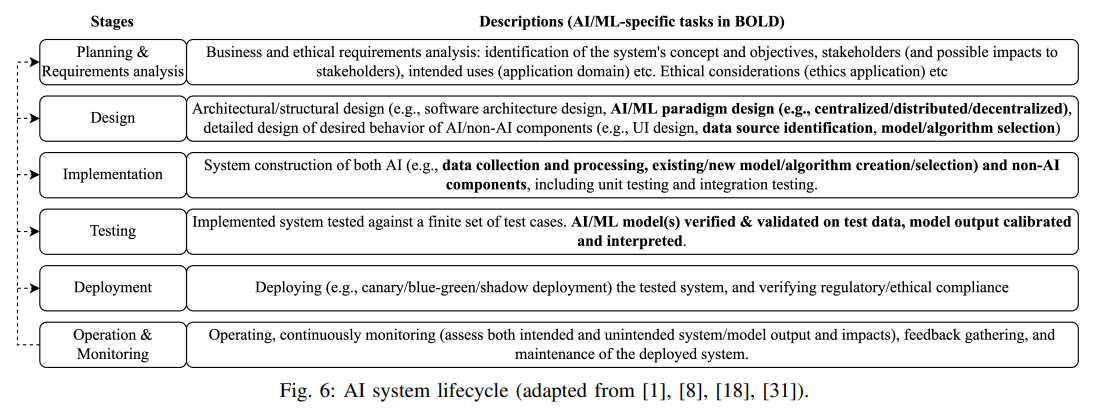 Stages
Descriptions (AI/ML-specific tasks in BOLD)
Planning &
Requirements analysis
Business and ethical requirements analysis: identification of the system's concept and objectives, stakeholders (and possible impacts to
stakeholders), intended uses (application domain) etc. Ethical considerations (ethics application) etc
Design
Architectural/structural design (e.g., software architecture design, AI/ML paradigm design (e.g., centralized/distributed/decentralized),
detailed design of desired behavior of AI/non-AI components (e.g., UI design, data source identification, model/algorithm selection)
Implementation
System construction of both AI (e.g., data collection and processing, existing/new model/algorithm creation/selection) and non-AI
components, including unit testing and integration testing.
Testing
Implemented system tested against a finite set of test cases. AI/ML model(s) verified & validated on test data, model output calibrated
and interpreted.
Deployment
Deploying (e.g., canary/blue-green/shadow deployment) the tested system, and verifying regulatory/ethical compliance
Operation &
Monitoring
Operating, continuously monitoring (assess both intended and unintended system/model output and impacts), feedback gathering, and
maintenance of the deployed system.
Fig. 6: AI system lifecycle (adapted from [1], [8], [18], [31]).